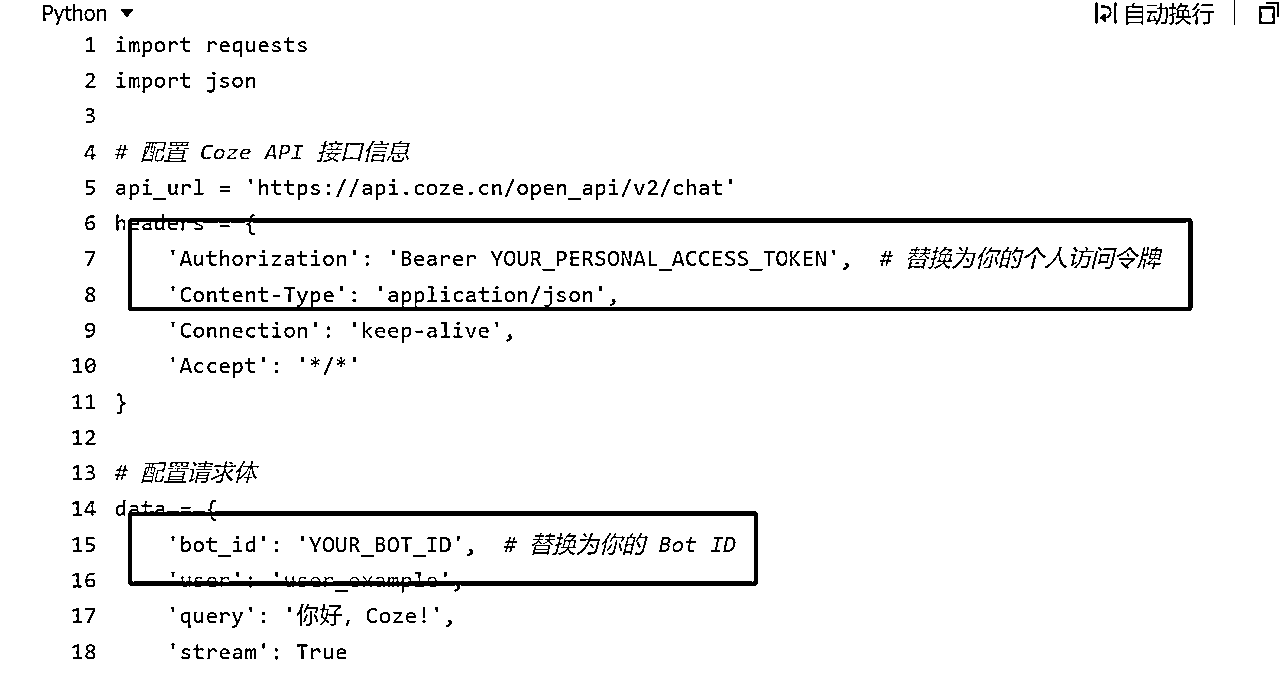 Python
自动换行
1 import requests
2 import json
3
4 # 配置 Coze API 接口信息
5 api_url = 'https://api.coze.cn/open_api/v2/chat'
6 headers = {
7     'Authorization': 'Bearer YOUR_PERSONAL_ACCESS_TOKEN',  # 替换为你的个人访问令牌
8     'Content-Type': 'application/json',
9     'Connection': 'keep-alive',
10     'Accept': '*/*'
11 }
12
13 # 配置请求体
14 data = {
15     'bot_id': 'YOUR_BOT_ID',  # 替换为你的 Bot ID
16     'user': 'user_example',
17     'query': '你好, Coze!',
18     'stream': True